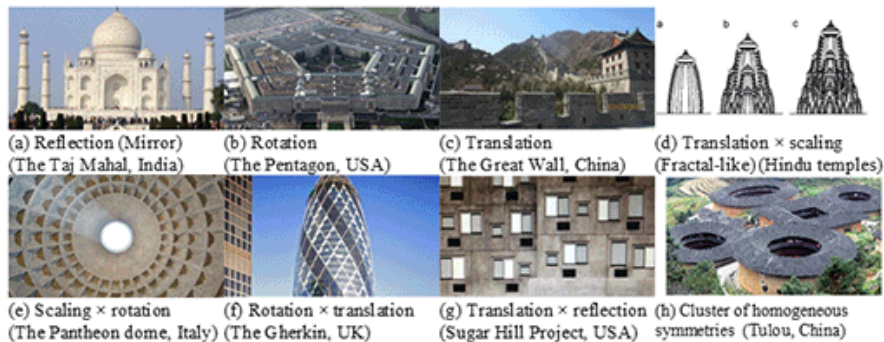 a
b
c
(a) Reflection (Mirror)
(The Taj Mahal, India)
(b) Rotation
(The Pentagon, USA)
(c) Translation
(The Great Wall, China)
(d) Translation × scaling
(Fractal-like) (Hindu temples)
(e) Scaling × rotation
(The Pantheon dome, Italy)
(f) Rotation × translation
(The Gherkin, UK)
(g) Translation × reflection
(Sugar Hill Project, USA)
(h) Cluster of homogeneous
symmetries (Tulou, China)